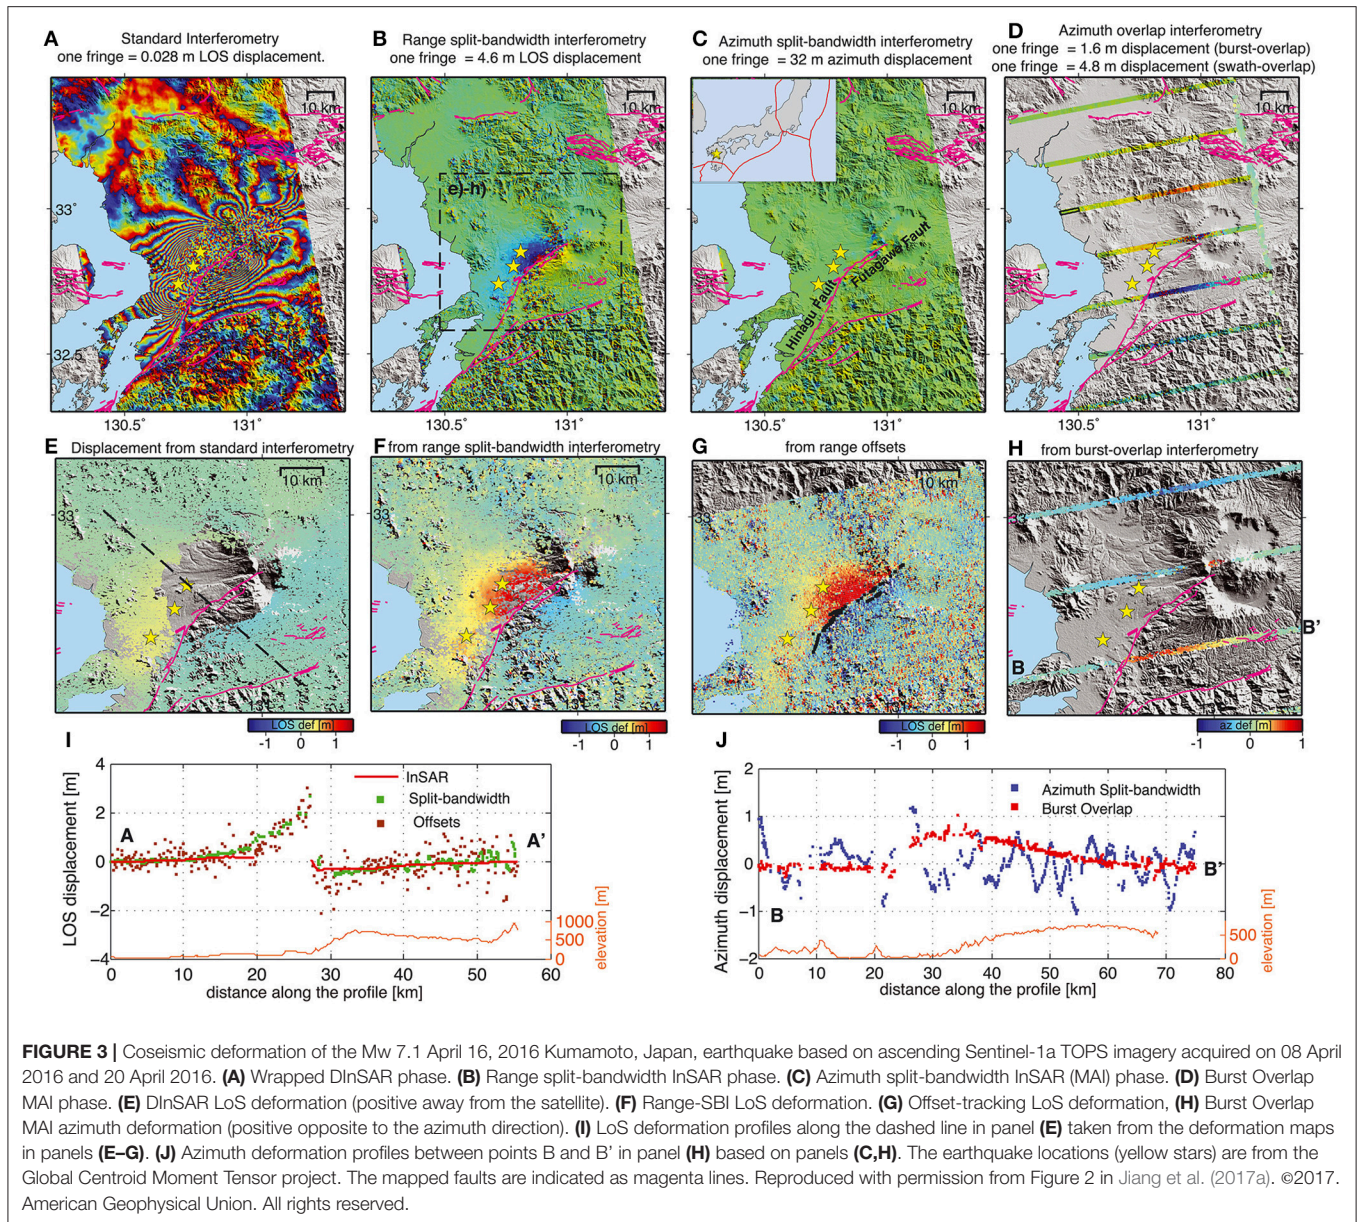 A
Standard Interferometry
one fringe = 0.028 m LOS displacement.
B
Range split-bandwidth interferometry
one fringe = 4.6 m LOS displacement
C
Azimuth split-bandwidth interferometry
one fringe = 32 m azimuth displacement
D
Azimuth overlap interferometry
one fringe = 1.6 m displacement (burst-overlap)
one fringe = 4.8 m displacement (swath-overlap)
10 km
10 km
10 km
10 km
33°
32.5
e)-h)
Hinagu Fault
Futagawa Fault
130.5° 131°
130.5° 131°
130.5° 131°
131°
E
Displacement from standard interferometry
F
from range split-bandwidth interferometry
G
from range offsets
H
from burst-overlap interferometry
10 km
10 km
10 km
33°
33°
33°
B
B'
LOS def [m]
-1 0 1
LOS def [m]
-1 0 1
LOS def [m]
-1 0 1
az def [m]
-1 0 1
I
InSAR
Split-bandwidth
Offsets
A
A'
4
2
0
-2
-4
LOS displacement [m]
1000
500
0
elevation [m]
0 10 20 30 40 50 60
distance along the profile [km]
J
Azimuth Split-bandwidth
Burst Overlap
B
B'
2
1
0
-1
-2
Azimuth displacement [m]
500
0
elevation [m]
0 10 20 30 40 50 60 70 80
distance along the profile [km]
FIGURE 3 | Coseismic deformation of the Mw 7.1 April 16, 2016 Kumamoto, Japan, earthquake based on ascending Sentinel-1a TOPS imagery acquired on 08 April
2016 and 20 April 2016. (A) Wrapped DInSAR phase. (B) Range split-bandwidth InSAR phase. (C) Azimuth split-bandwidth InSAR (MAI) phase. (D) Burst Overlap
MAI phase. (E) DInSAR LoS deformation (positive away from the satellite). (F) Range-SBI LoS deformation. (G) Offset-tracking LoS deformation, (H) Burst Overlap
MAI azimuth deformation (positive opposite to the azimuth direction). (I) LoS deformation profiles along the dashed line in panel (E) taken from the deformation maps
in panels (E–G). (J) Azimuth deformation profiles between points B and B' in panel (H) based on panels (C,H). The earthquake locations (yellow stars) are from the
Global Centroid Moment Tensor project. The mapped faults are indicated as magenta lines. Reproduced with permission from Figure 2 in Jiang et al. (2017a). ©2017.
American Geophysical Union. All rights reserved.